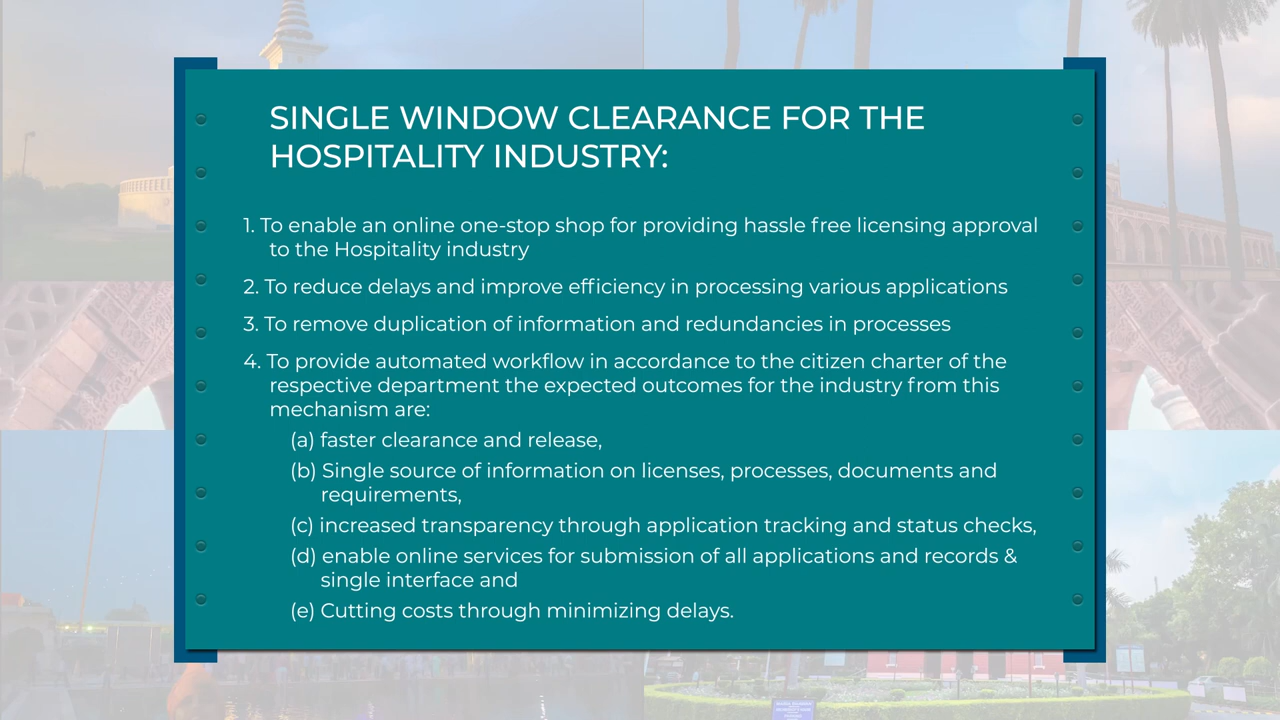 SINGLE WINDOW CLEARANCE FOR THE
HOSPITALITY INDUSTRY:
1. To enable an online one-stop shop for providing hassle free licensing approval
to the Hospitality industry
2. To reduce delays and improve efficiency in processing various applications
3. To remove duplication of information and redundancies in processes
4. To provide automated workflow in accordance to the citizen charter of the
respective department the expected outcomes for the industry from this
mechanism are:
(a) faster clearance and release,
(b) Single source of information on licenses, processes, documents and
requirements,
(c) increased transparency through application tracking and status checks,
(d) enable online services for submission of all applications and records &
single interface and
(e) Cutting costs through minimizing delays.